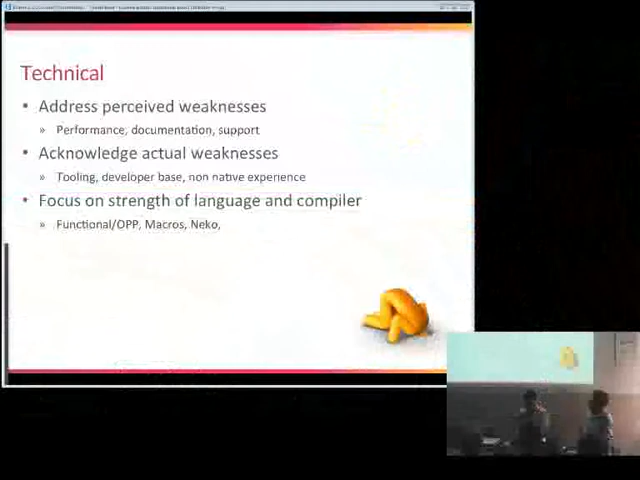 Technical
• Address perceived weaknesses
» Performance, documentation, support
• Acknowledge actual weaknesses
» Tooling, developer base, non native experience
• Focus on strength of language and compiler
» Functional/OPP, Macros, Neko,